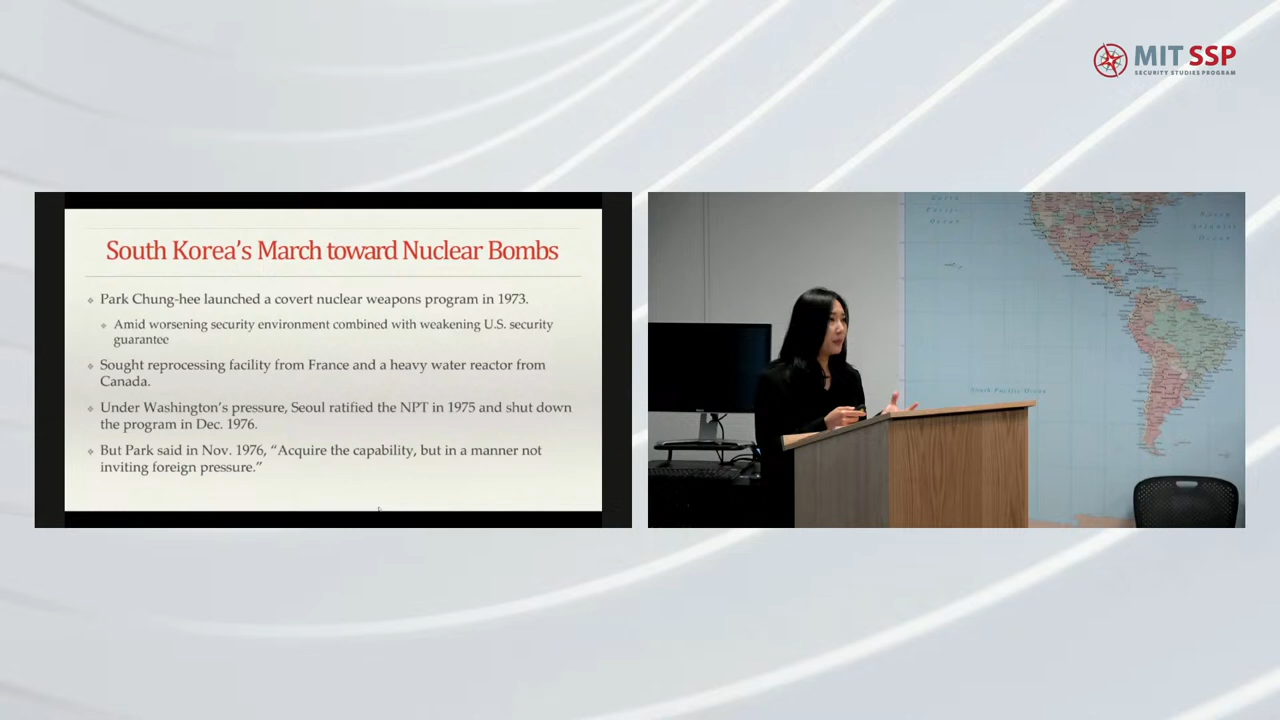 MIT SSP
SECURITY STUDIES PROGRAM
South Korea's March toward Nuclear Bombs
Park Chung-hee launched a covert nuclear weapons program in 1973.
Amid worsening security environment combined with weakening U.S. security
guarantee
Sought reprocessing facility from France and a heavy water reactor from
Canada.
Under Washington's pressure, Seoul ratified the NPT in 1975 and shut down
the program in Dec. 1976.
But Park said in Nov. 1976, “Acquire the capability, but in a manner not
inviting foreign pressure.”
South Pacific Ocean